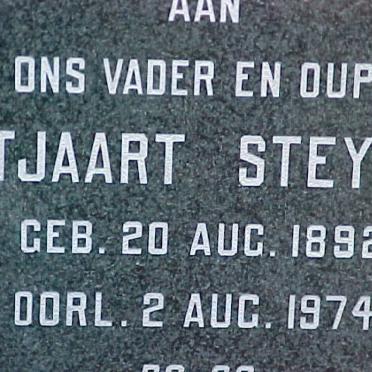 AAN
ONS VADER EN OUP
TJAART STEY
GEB. 20 AUG. 1892
OORL. 2 AUG. 1974